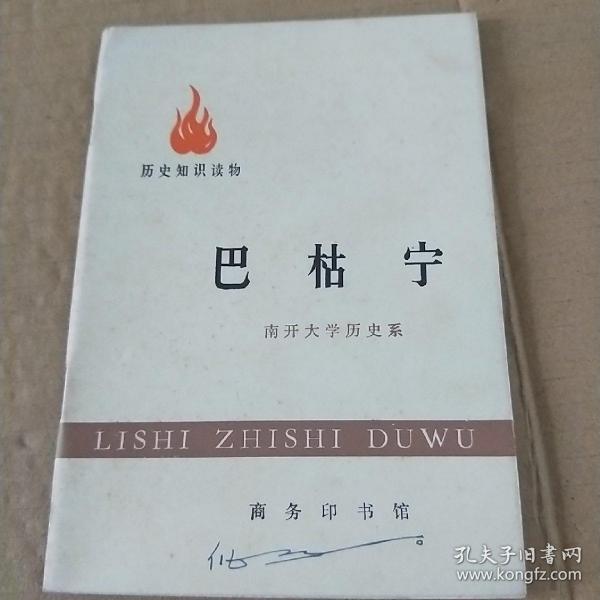 历史知识读物
巴枯宁
南开大学历史系
LISHI ZHISHI DUWU
商务印书馆
孔夫子旧书网
www.kongfz.com